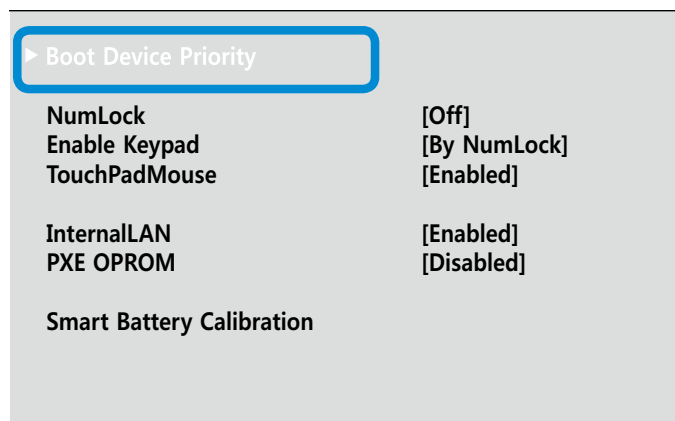 ▶ Boot Device Priority
NumLock [Off]
Enable Keypad [By NumLock]
TouchPadMouse [Enabled]
InternalLAN [Enabled]
PXE OPROM [Disabled]
Smart Battery Calibration